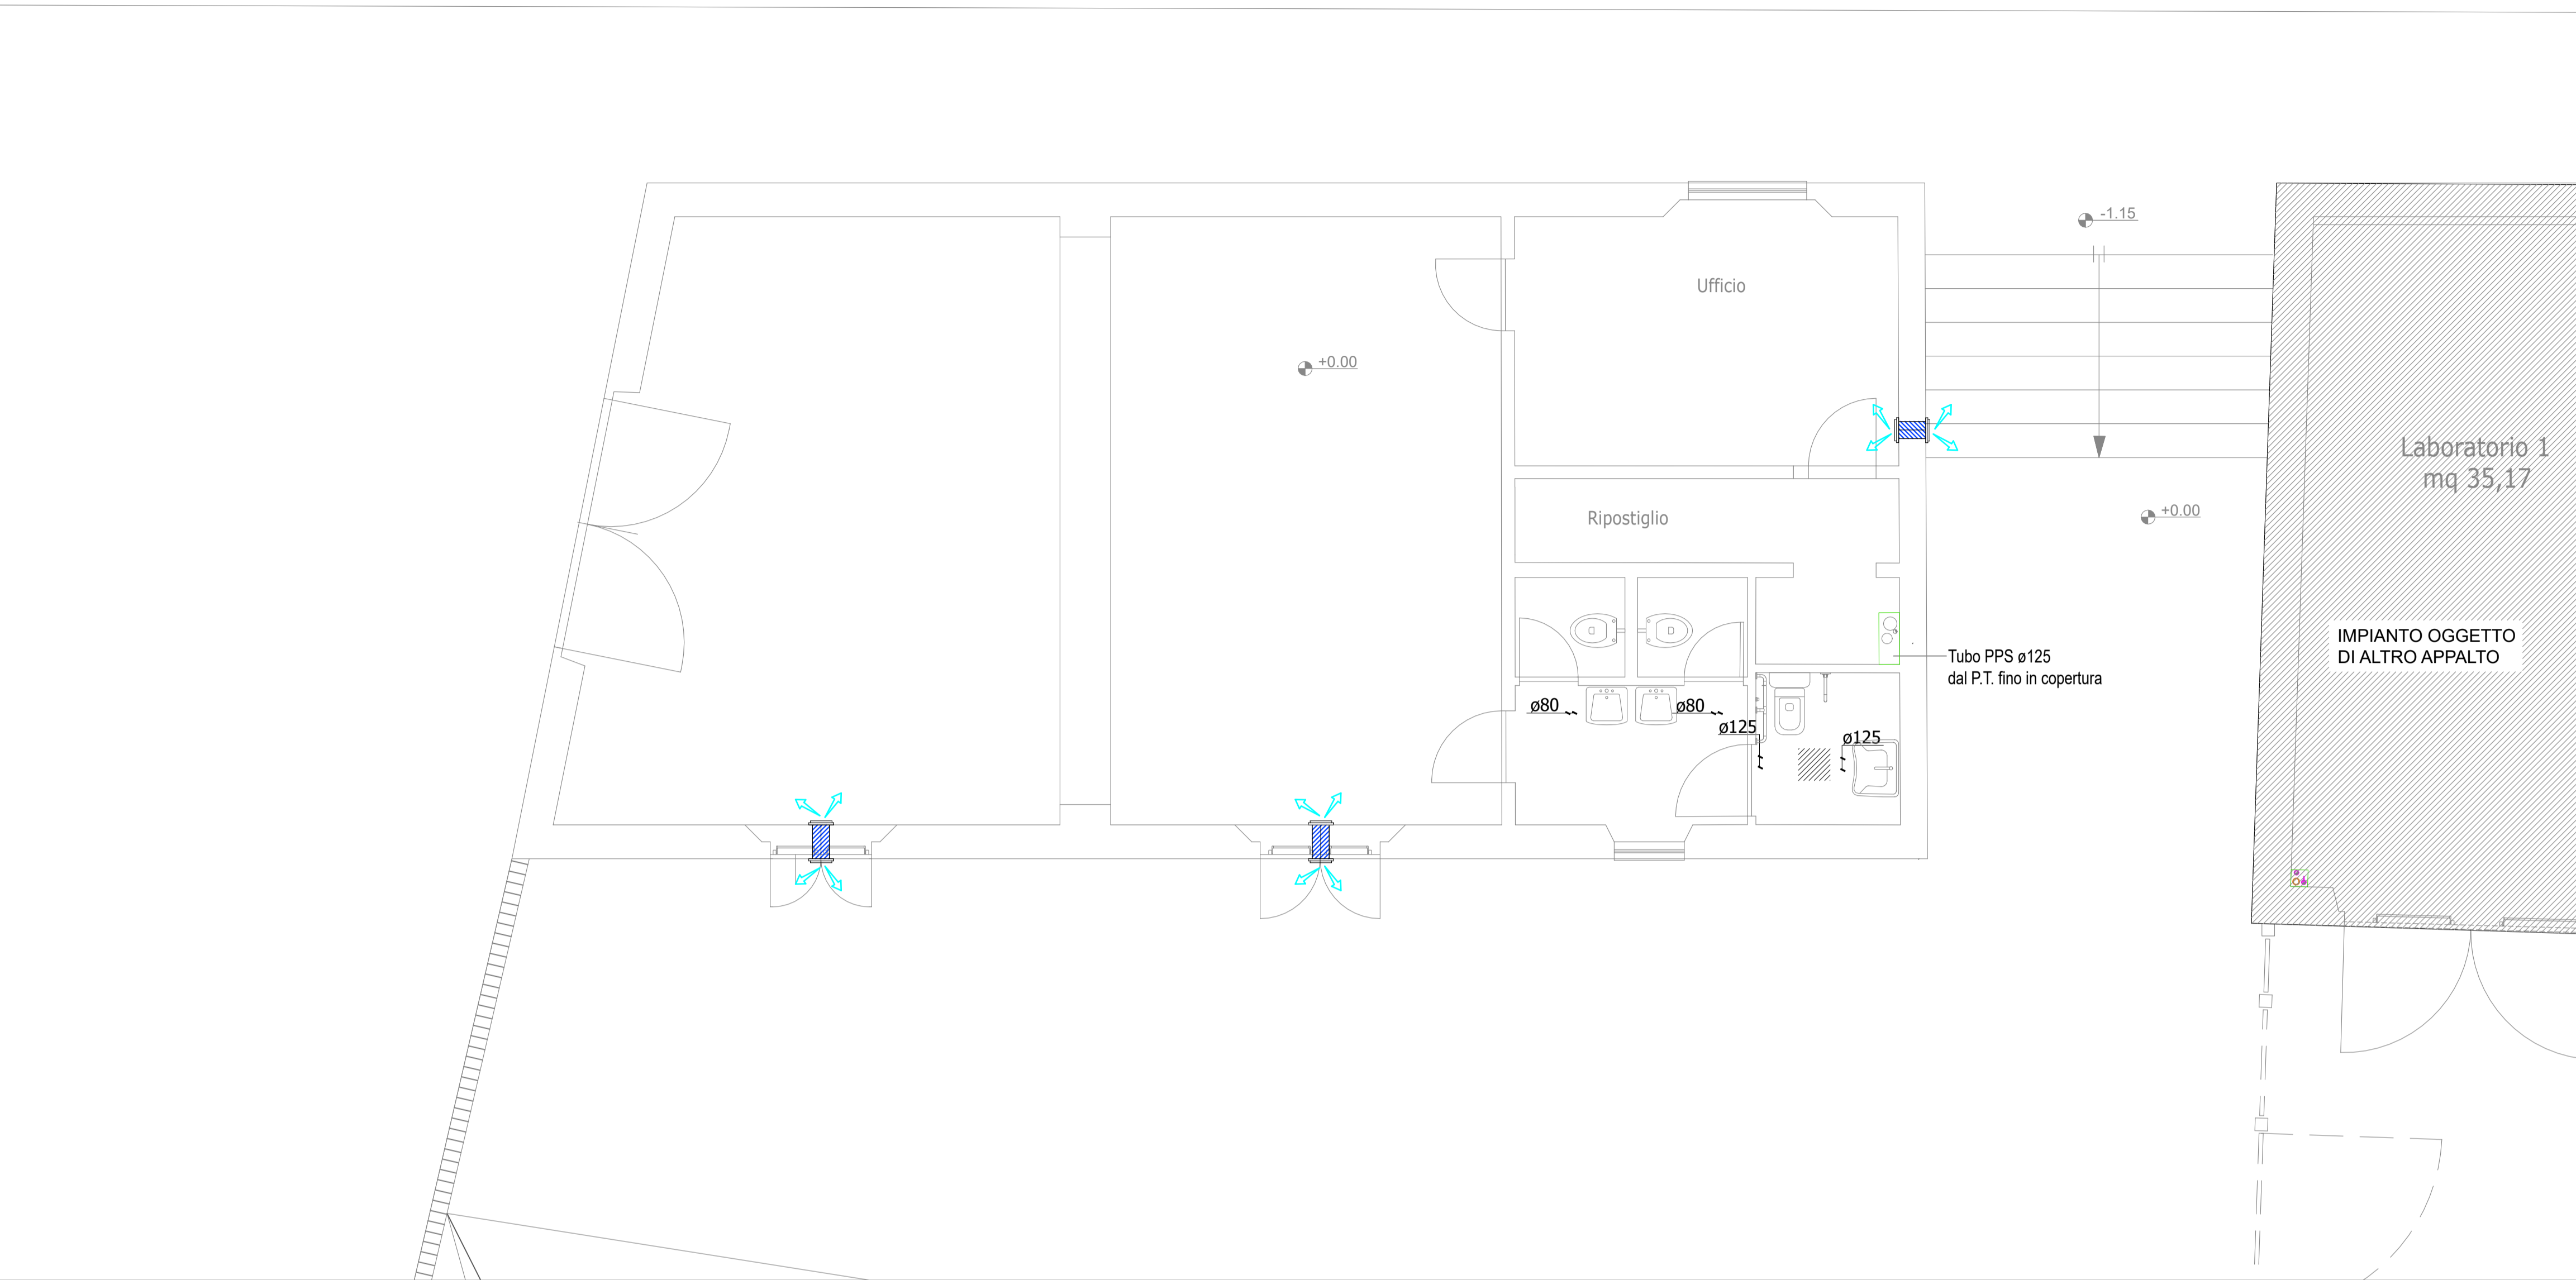 -1.15
Ufficio
+0.00
Laboratorio 1
mq 35,17
+0.00
Ripostiglio
IMPIANTO OGGETTO
DI ALTRO APPALTO
Tubo PPS ø125
dal P.T. fino in copertura
ø80
ø80
ø125
ø125